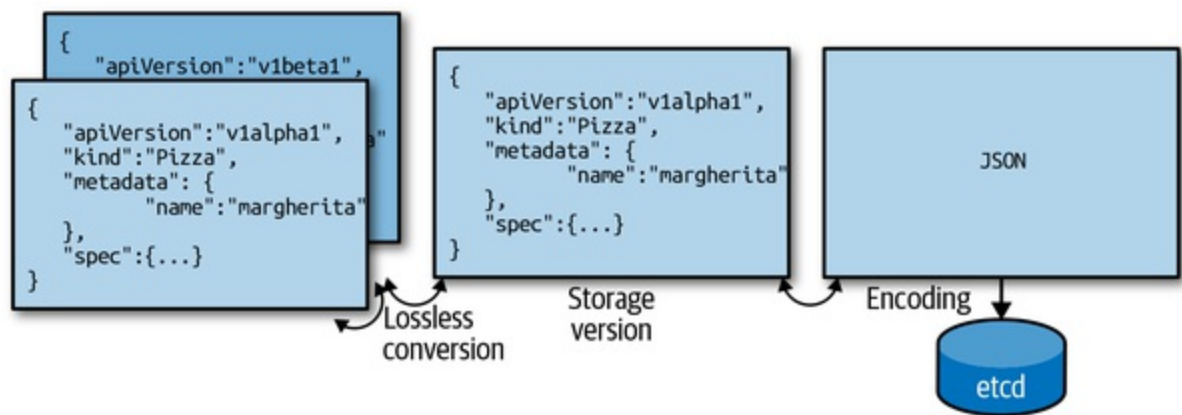 {
"apiVersion":"v1beta1",
{
"apiVersion":"v1alpha1",
"kind":"Pizza",
"metadata": {
"name":"margherita"
},
"spec":{...}
}
{
"apiVersion":"v1alpha1",
"kind":"Pizza",
"metadata": {
"name":"margherita"
},
"spec":{...}
}
JSON
Lossless
conversion
Storage
version
Encoding
etcd